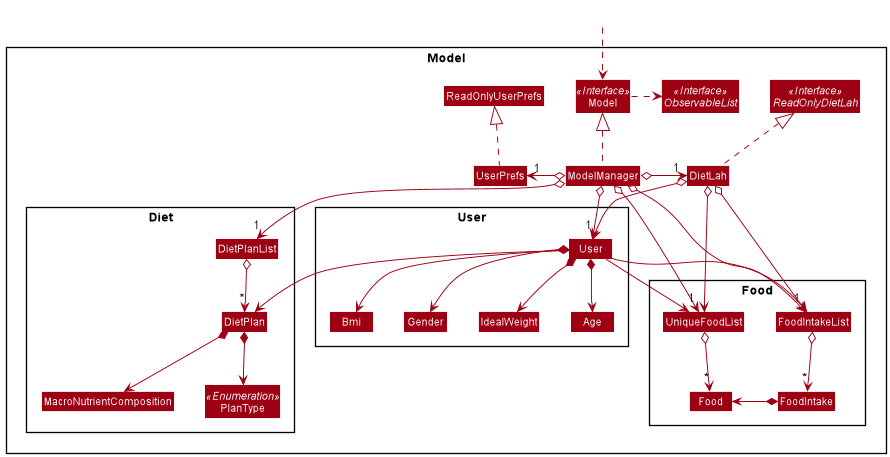 Model
«Interface»
Model
«Interface»
ObservableList
«Interface»
ReadOnlyDietLah
ReadOnlyUserPrefs
UserPrefs
1
ModelManager
1
DietLah
Diet
User
1
DietPlanList
1
User
*
DietPlan
Bmi
Gender
IdealWeight
Age
Food
1
UniqueFoodList
1
FoodIntakeList
MacroNutrientComposition
«Enumeration»
PlanType
*
Food
*
FoodIntake